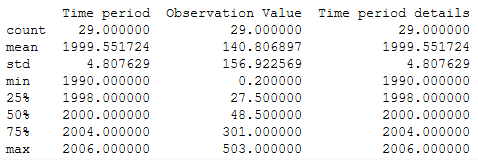 Time period Observation Value Time period details
count 29.000000 29.000000 29.000000
mean 1999.551724 140.806897 1999.551724
std 4.807629 156.922569 4.807629
min 1990.000000 0.200000 1990.000000
25% 1998.000000 27.500000 1998.000000
50% 2000.000000 48.500000 2000.000000
75% 2004.000000 301.000000 2004.000000
max 2006.000000 503.000000 2006.000000